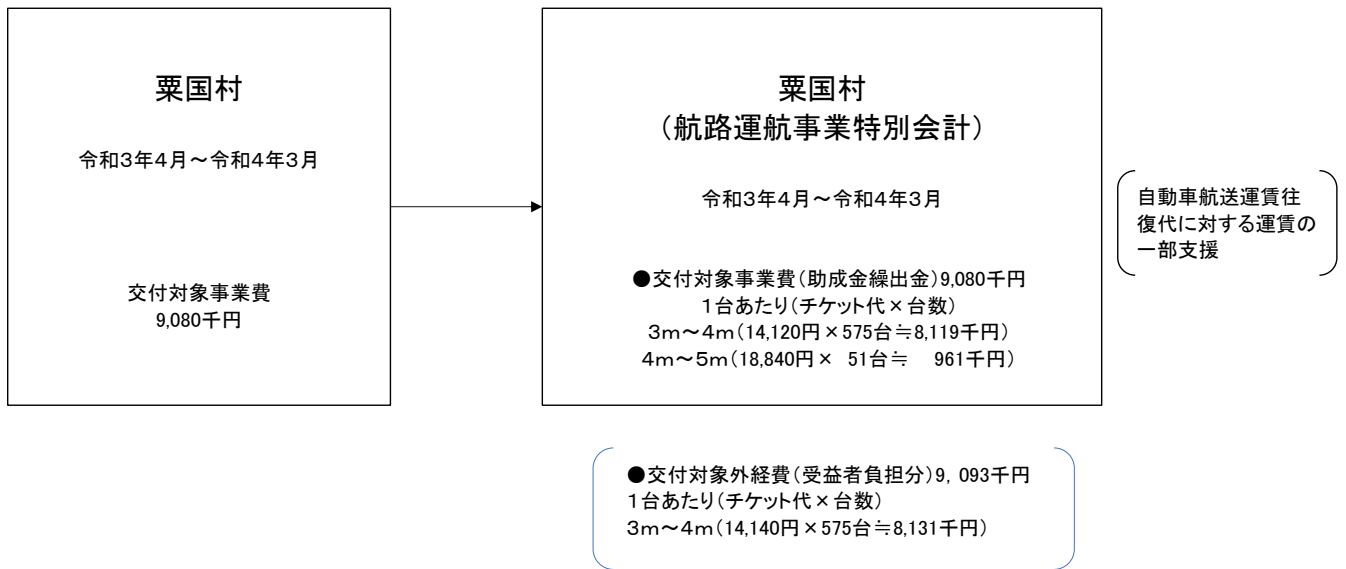 粟国村
令和3年4月～令和4年3月
交付対象事業費
9,080千円
粟国村
（航路運航事業特別会計）
令和3年4月～令和4年3月
●交付対象事業費（助成金繰出金）9,080千円
1台あたり（チケット代×台数）
3m～4m（14,120円×575台≒8,119千円）
4m～5m（18,840円× 51台≒ 961千円）
自動車航送運賃往
復代に対する運賃の
一部支援
●交付対象外経費（受益者負担分）9，093千円
1台あたり（チケット代×台数）
3m～4m（14,140円×575台≒8,131千円）